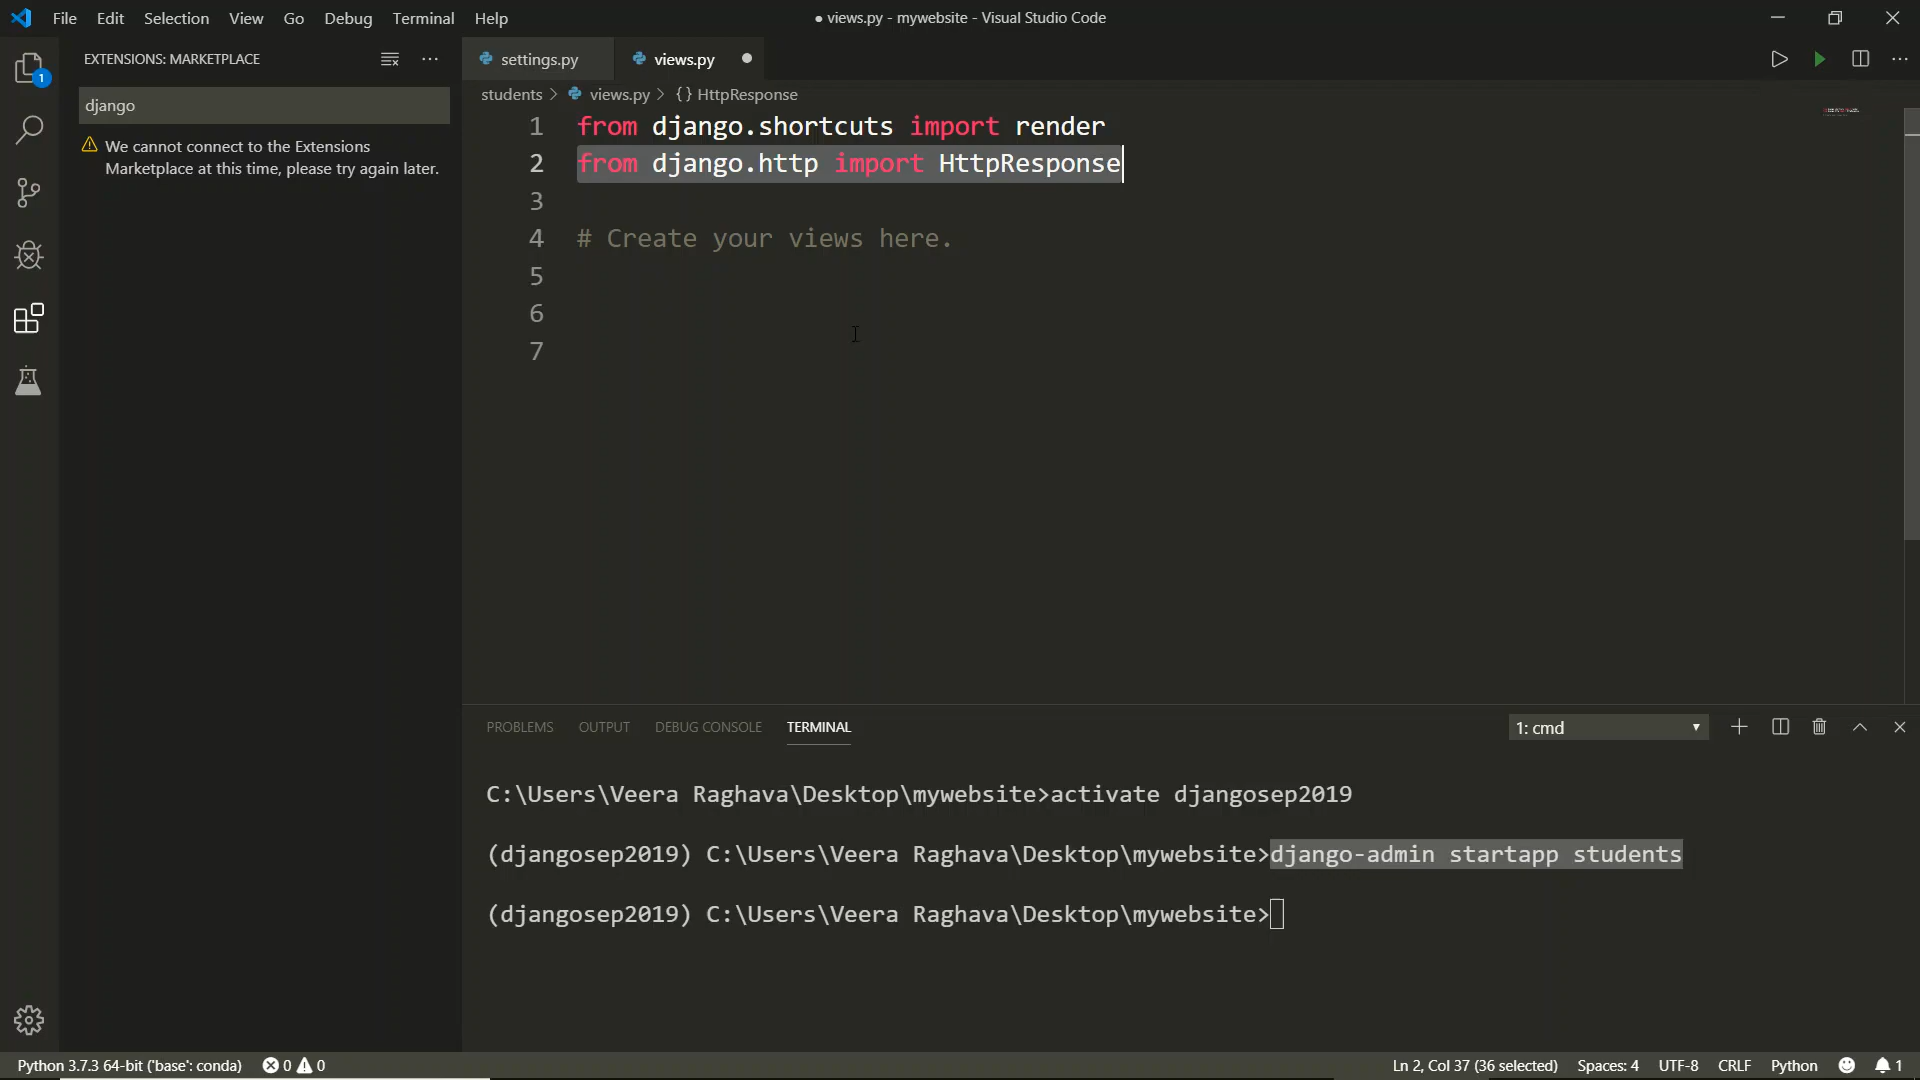 File Edit Selection View Go Debug Terminal Help
● views.py - mywebsite - Visual Studio Code
EXTENSIONS: MARKETPLACE
django
We cannot connect to the Extensions
Marketplace at this time, please try again later.
1
settings.py
views.py
students > views.py > {} HttpResponse
1 from django.shortcuts import render
2 from django.http import HttpResponse
3
4 # Create your views here.
5
6
7
PROBLEMS OUTPUT DEBUG CONSOLE TERMINAL
1: cmd
C:\Users\Veera Raghava\Desktop\mywebsite>activate djangosep2019
(djangosep2019) C:\Users\Veera Raghava\Desktop\mywebsite>django-admin startapp students
(djangosep2019) C:\Users\Veera Raghava\Desktop\mywebsite>
Python 3.7.3 64-bit ('base': conda) 0 0
Ln 2, Col 37 (36 selected) Spaces: 4 UTF-8 CRLF Python 1